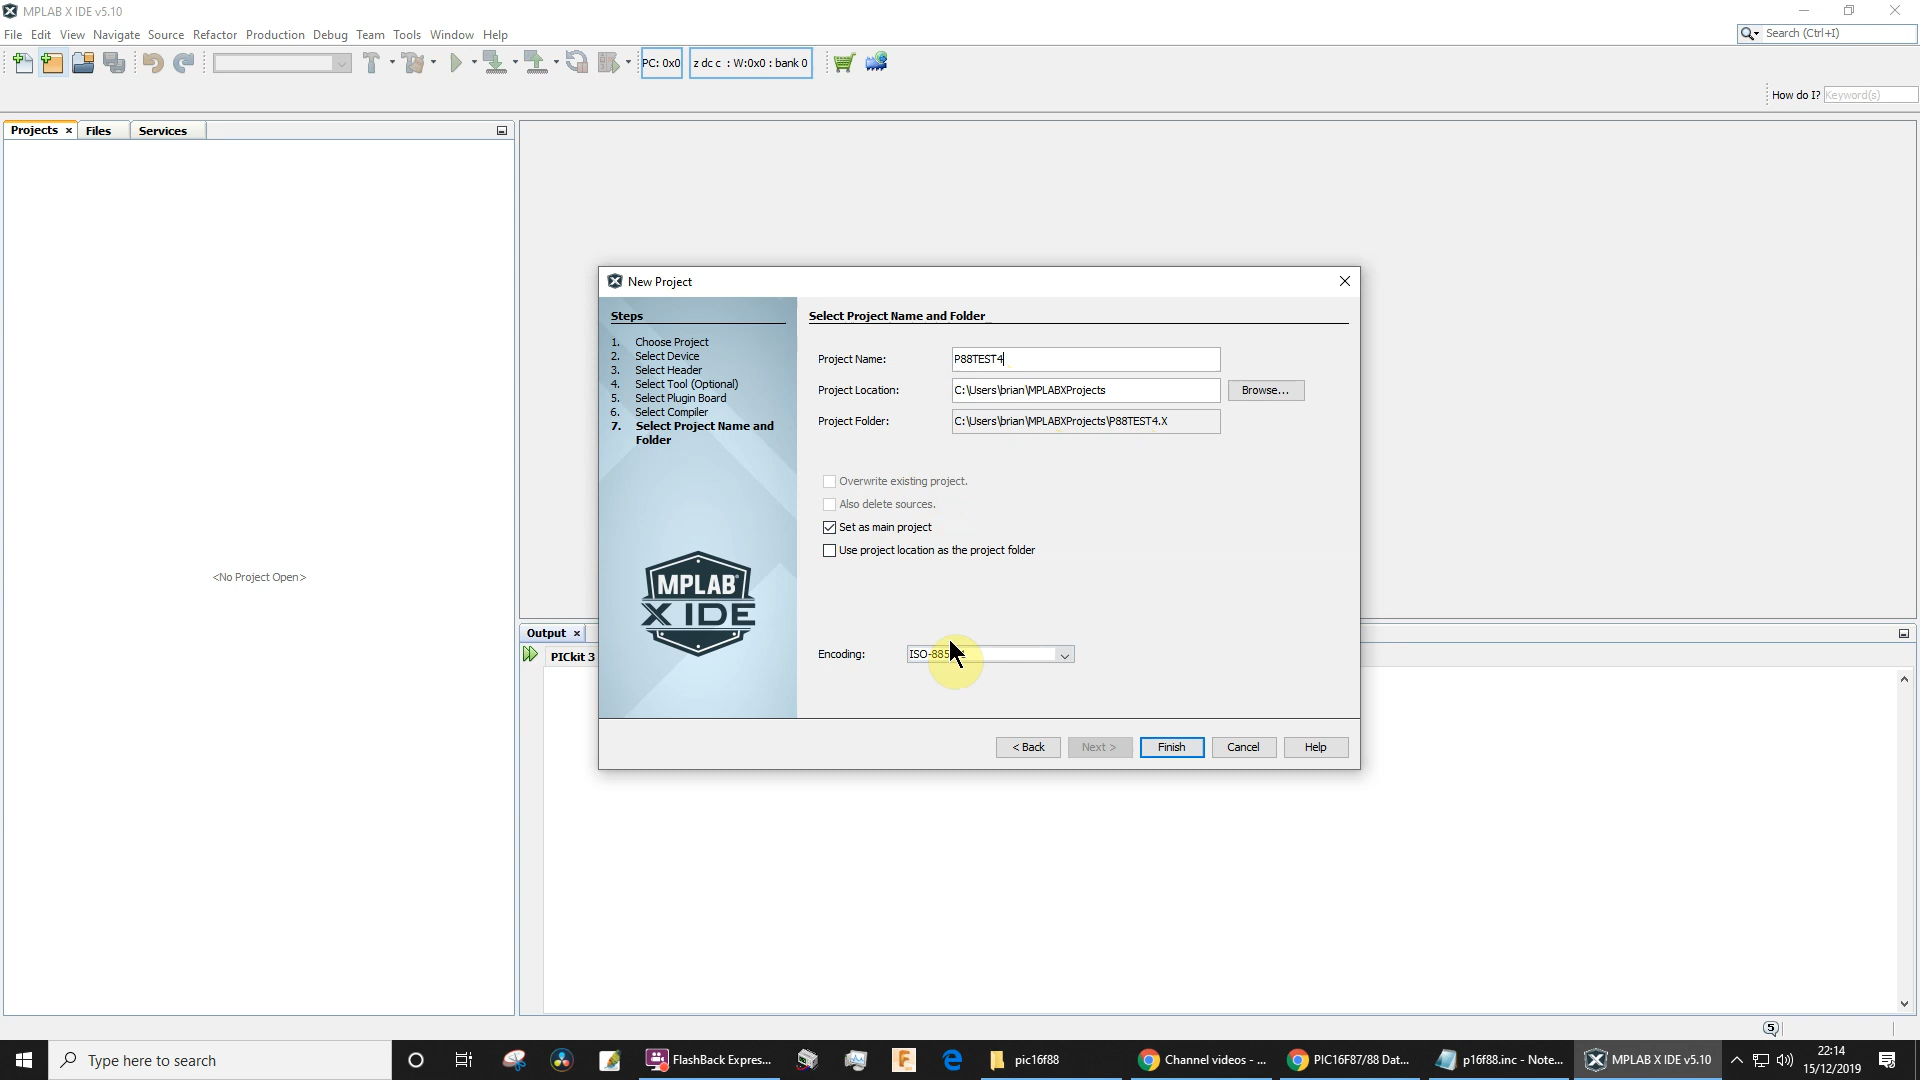 MPLAB X IDE v5.10
File Edit View Navigate Source Refactor Production Debug Team Tools Window Help
Search (Ctrl+I)
PC: 0x0
z dc c : W:0x0 : bank 0
How do I? Keyword(s)
Projects Files Services
<No Project Open>
New Project
Steps
1. Choose Project
2. Select Device
3. Select Header
4. Select Tool (Optional)
5. Select Plugin Board
6. Select Compiler
7. Select Project Name and
Folder
MPLAB
X IDE
Select Project Name and Folder
Project Name: P88TEST4
Project Location: C:\Users\brian\MPLABXProjects Browse...
Project Folder: C:\Users\brian\MPLABXProjects\P88TEST4.X
Overwrite existing project.
Also delete sources.
Set as main project
Use project location as the project folder
Encoding:
< Back Next > Finish Cancel Help
Output
PICkit 3
5
Type here to search
FlashBack Expres...
pic16f88
Channel videos - ...
PIC16F87/88 Dat...
p16f88.inc - Note...
MPLAB X IDE v5.10
22:14
15/12/2019